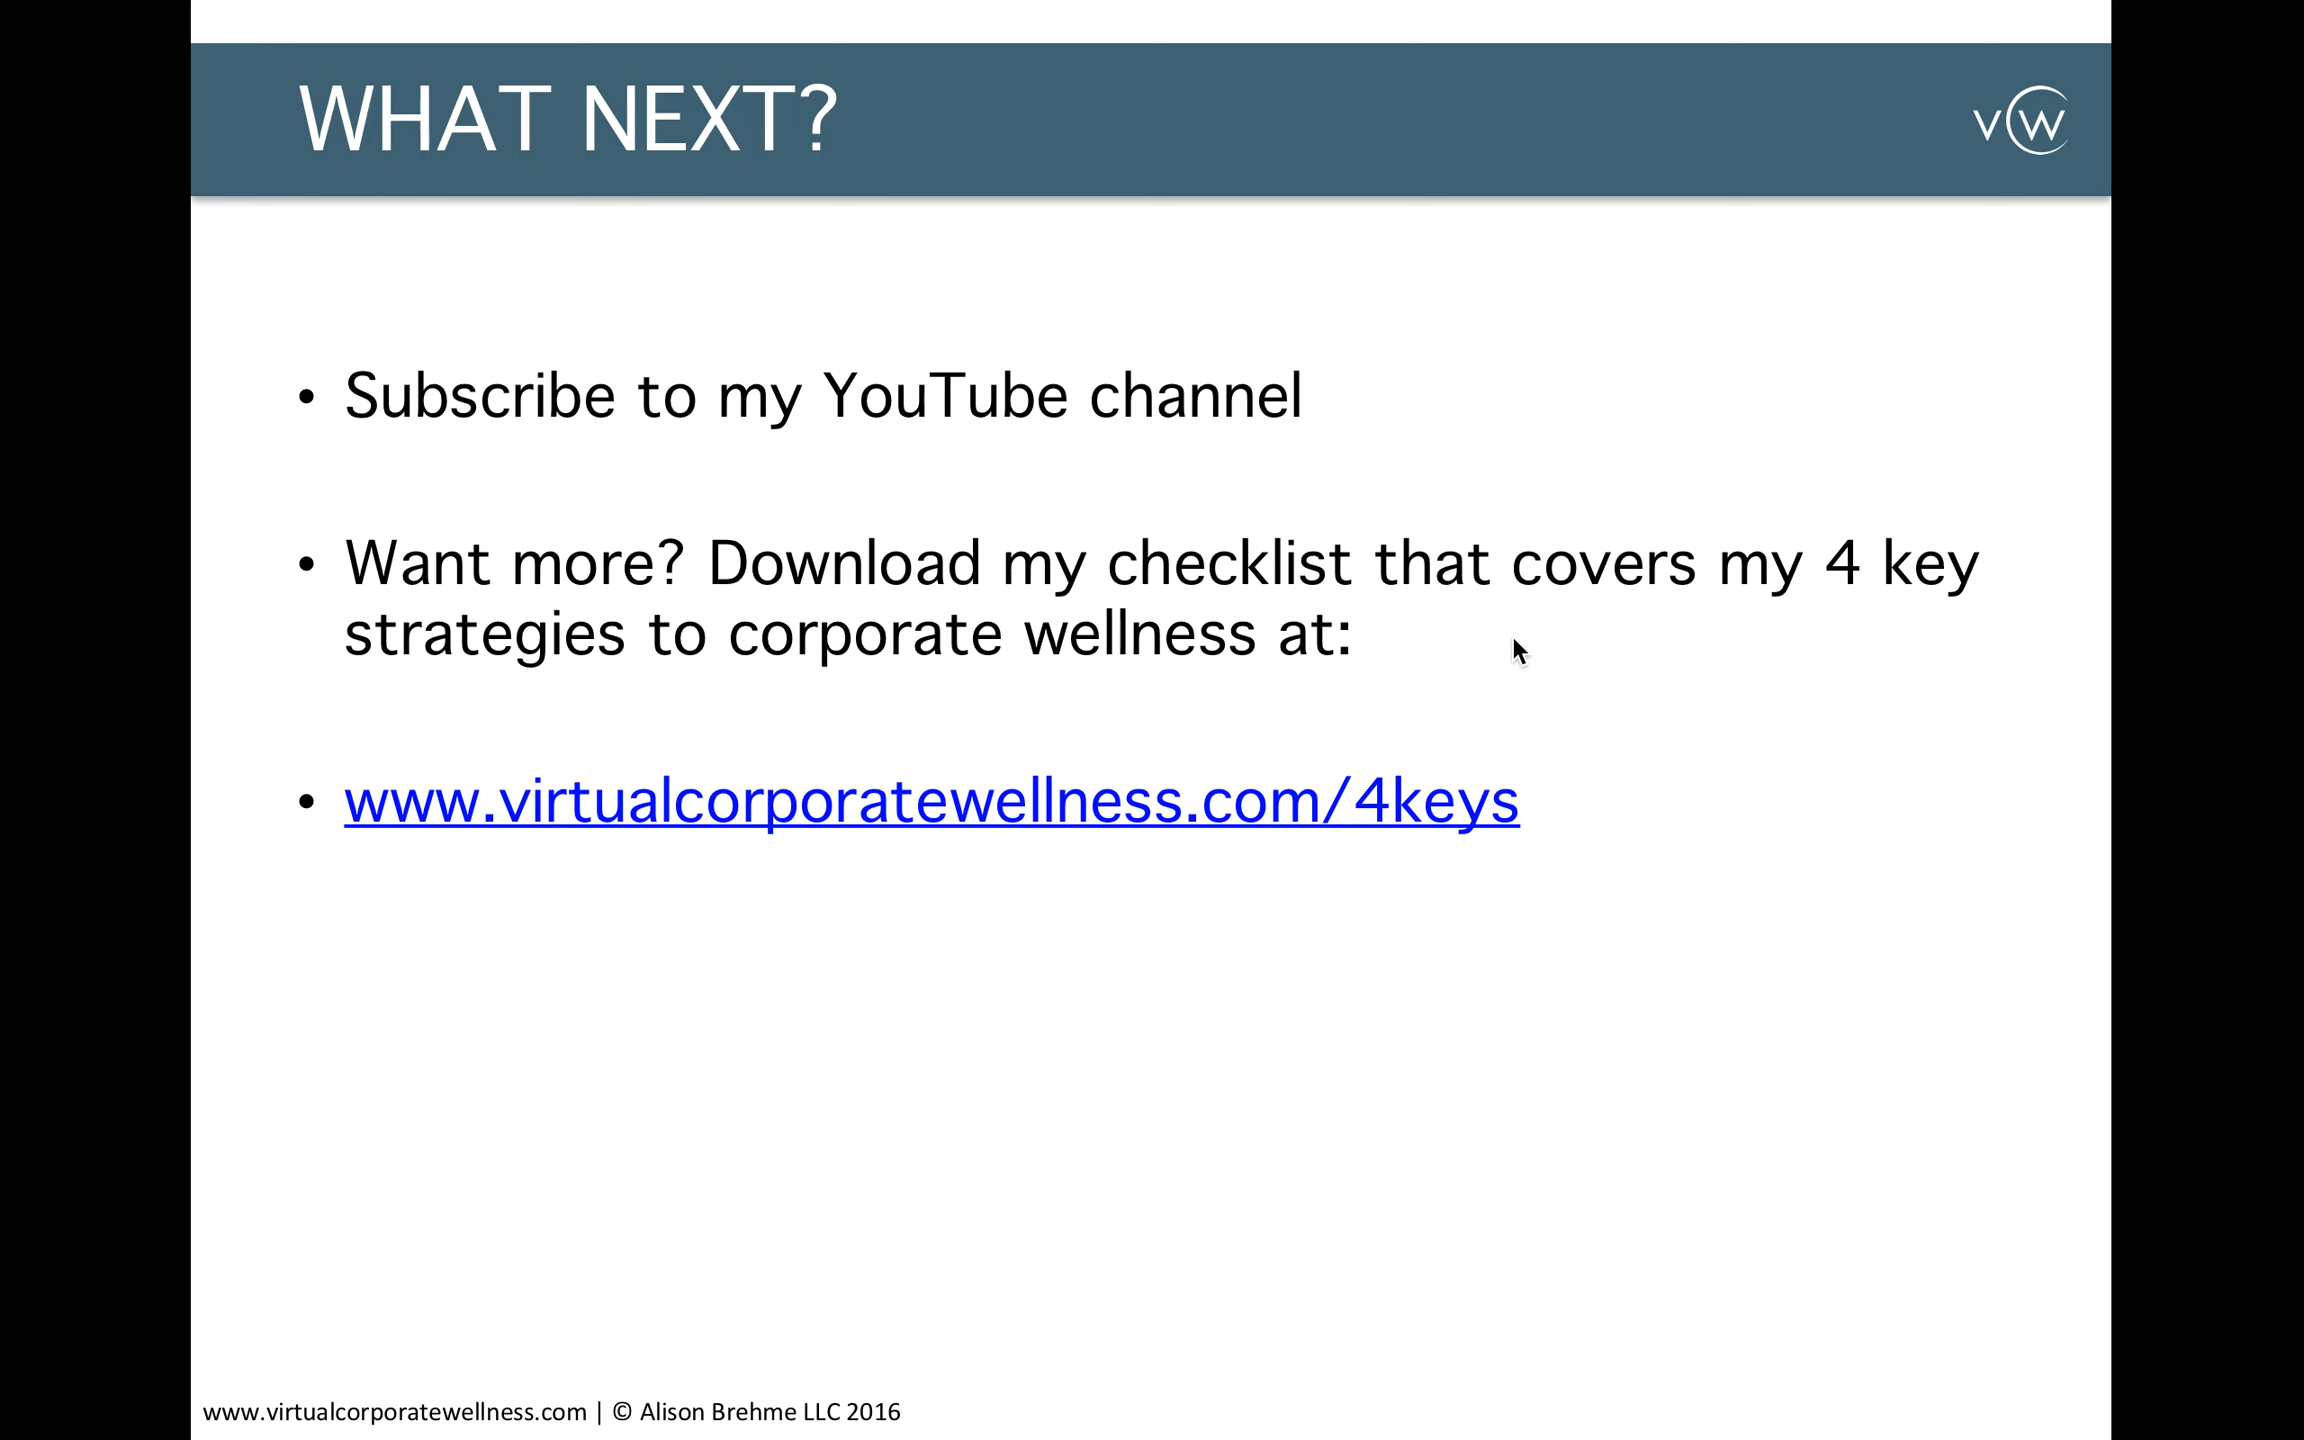 WHAT NEXT?
VCW
• Subscribe to my YouTube channel
• Want more? Download my checklist that covers my 4 key
strategies to corporate wellness at:
• www.virtualcorporatewellness.com/4keys
www.virtualcorporatewellness.com | © Alison Brehme LLC 2016